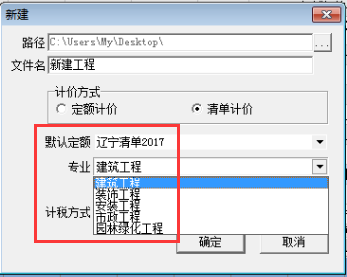 新建
路径 C:\Users\My\Desktop\ ...
文件名 新建工程
计价方式
定额计价 清单计价
默认定额 辽宁清单2017
专业 建筑工程
建筑工程
装饰工程
安装工程
计税方式
市政工程
园林绿化工程
确定 取消